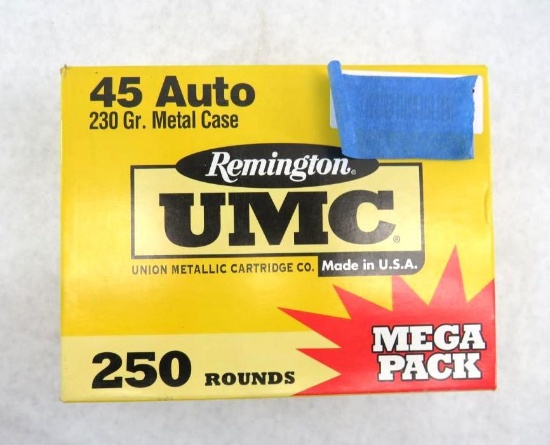 45 Auto
230 Gr. Metal Case
Remington®
UMC®
UNION METALLIC CARTRIDGE CO. Made in U.S.A.
MEGA
PACK
250 ROUNDS